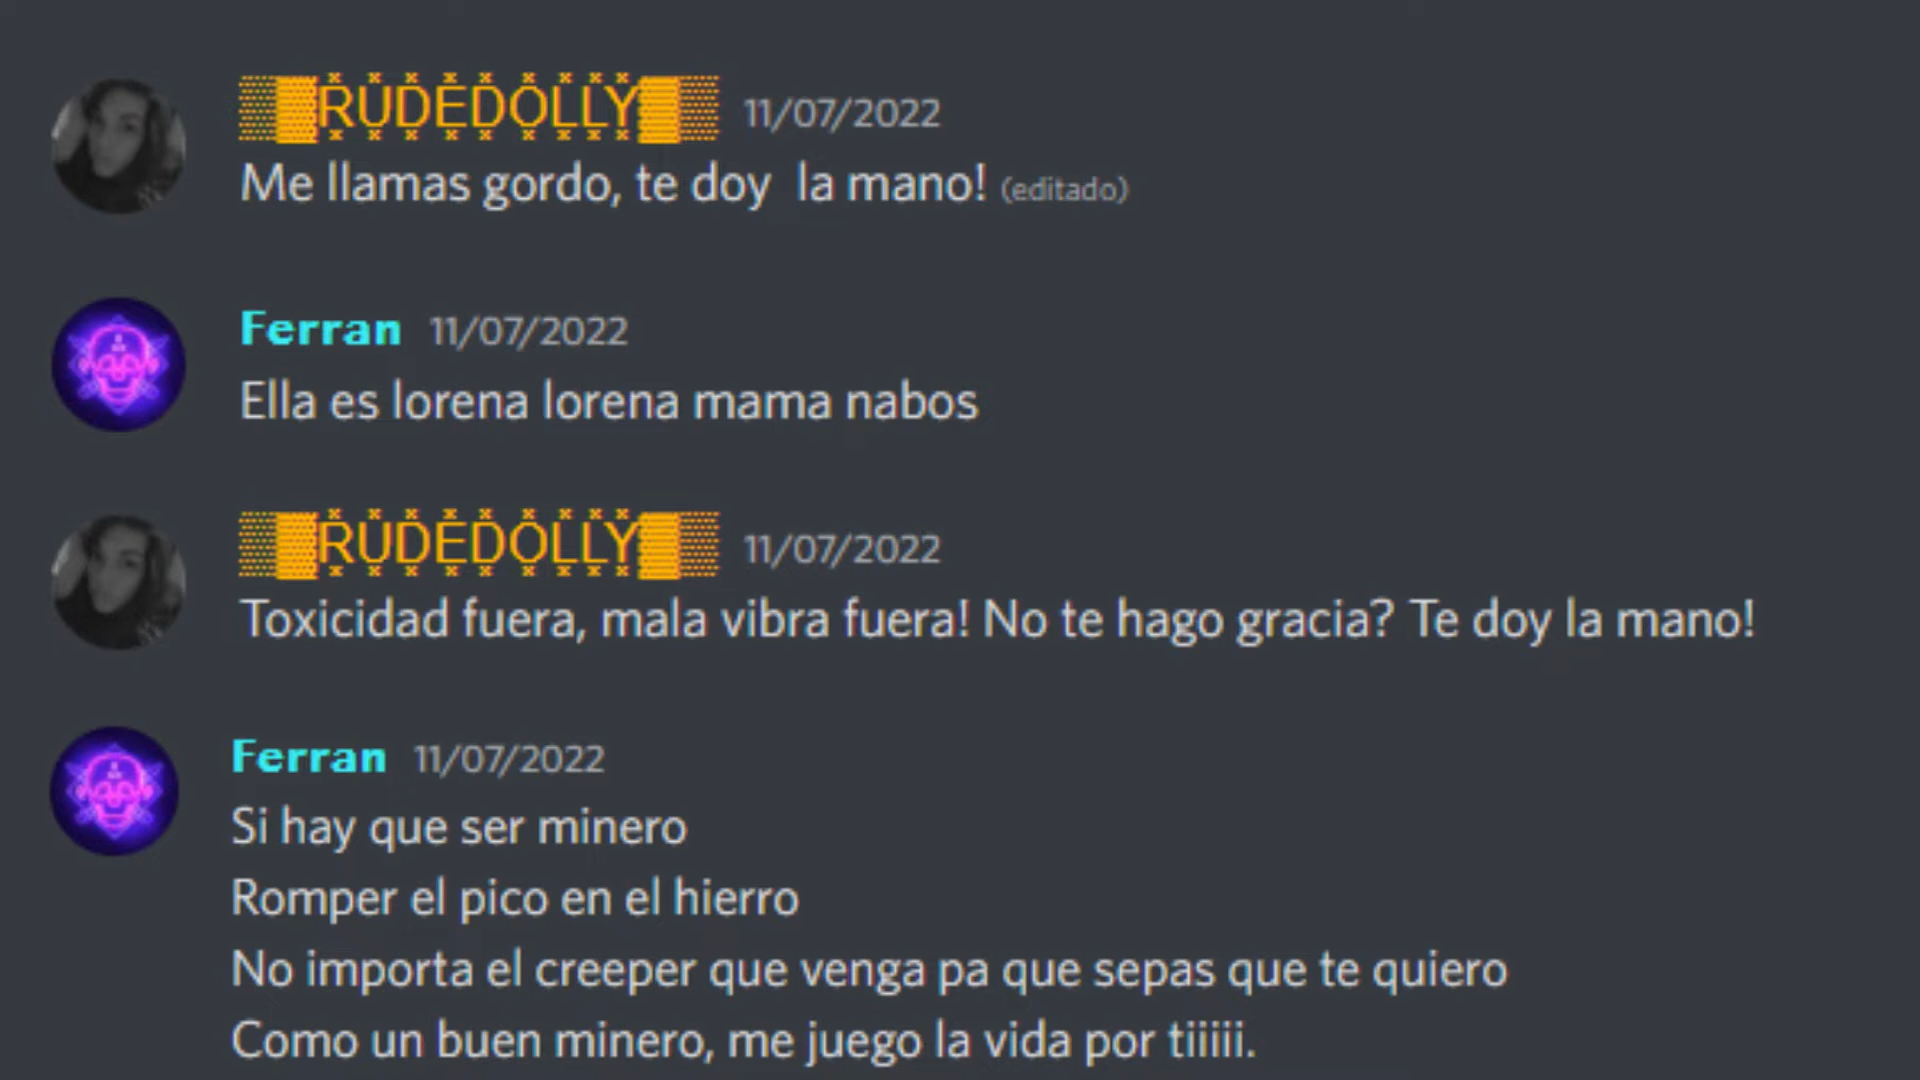 ▒▓R͓̽U͓̽D͓̽E͓̽D͓̽O͓̽L͓̽L͓̽Y͓̽▓▒ 11/07/2022
Me llamas gordo, te doy  la mano! (editado)
Ferran 11/07/2022
Ella es lorena lorena mama nabos
▒▓R͓̽U͓̽D͓̽E͓̽D͓̽O͓̽L͓̽L͓̽Y͓̽▓▒ 11/07/2022
Toxicidad fuera, mala vibra fuera! No te hago gracia? Te doy la mano!
Ferran 11/07/2022
Si hay que ser minero
Romper el pico en el hierro
No importa el creeper que venga pa que sepas que te quiero
Como un buen minero, me juego la vida por tiiiii.